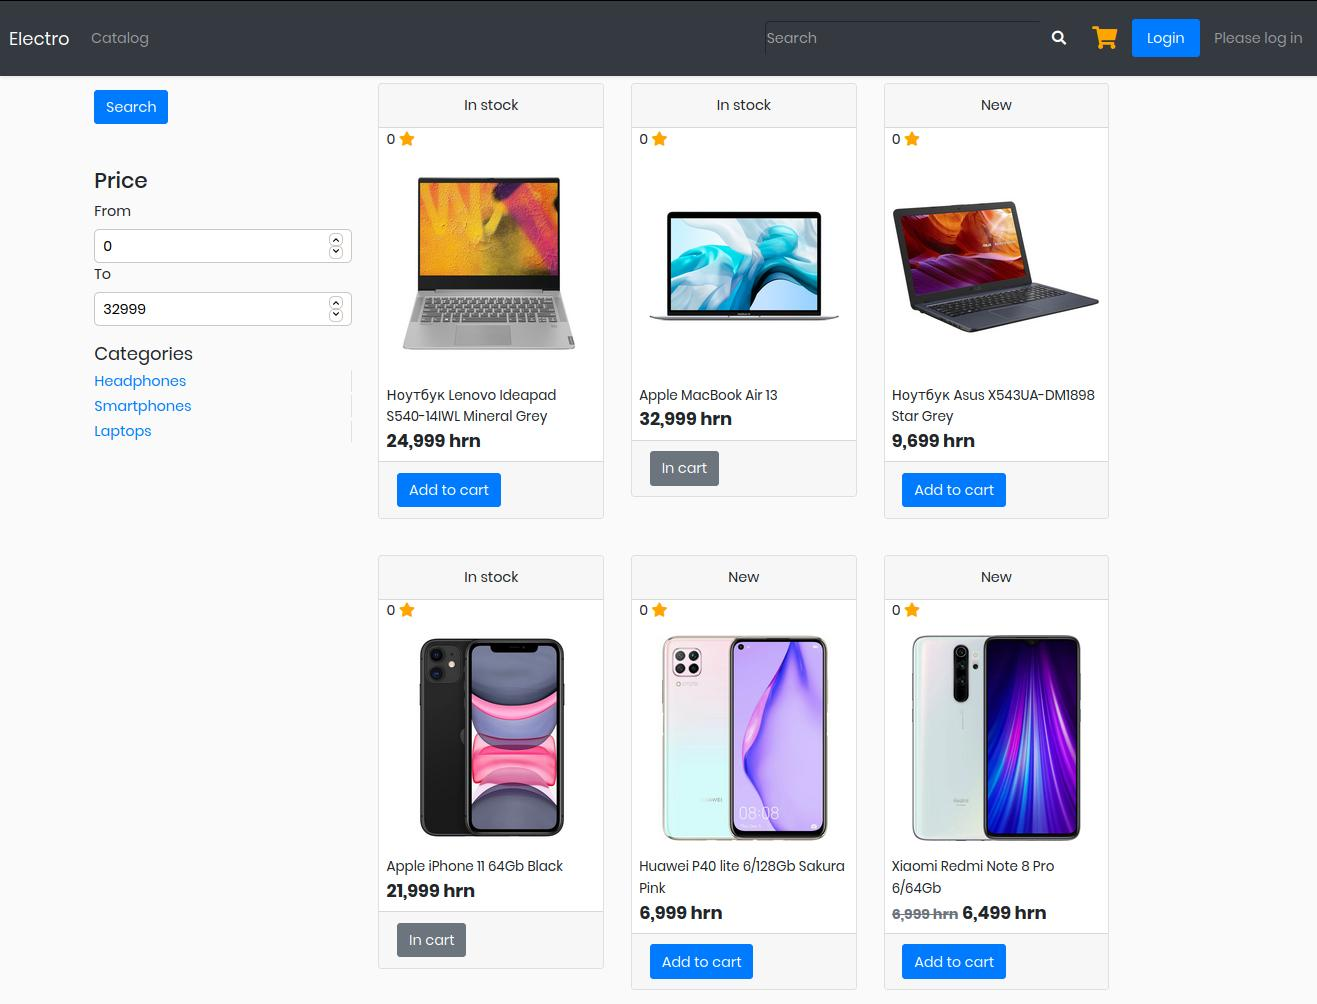 Electro
Catalog
Search
Login
Please log in
Search
Price
From
0
To
32999
Categories
Headphones
Smartphones
Laptops
In stock
0
Ноутбук Lenovo Ideapad
S540-14IWL Mineral Grey
24,999 hrn
Add to cart
In stock
0
Apple MacBook Air 13
32,999 hrn
In cart
New
0
Ноутбук Asus X543UA-DM1898
Star Grey
9,699 hrn
Add to cart
In stock
0
Apple iPhone 11 64Gb Black
21,999 hrn
In cart
New
0
HUAWEI
08:08
Huawei P40 lite 6/128Gb Sakura
Pink
6,999 hrn
Add to cart
New
0
Redmi
Xiaomi Redmi Note 8 Pro
6/64Gb
6,999 hrn 6,499 hrn
Add to cart